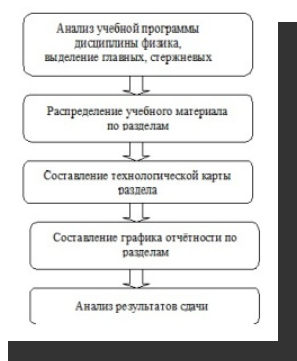 Анализ учебной программы
дисциплины физика,
выделение главных, стержневых
Распределение учебного материала
по разделам
Составление технологической карты
раздела
Составление графика отчётности по
разделам
Анализ результатов сдачи